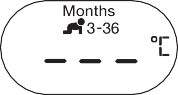 Months
3-36
°C
– – –